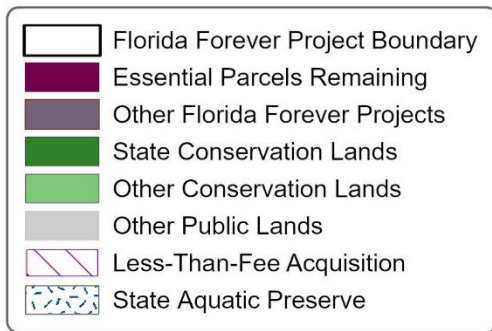 Florida Forever Project Boundary
Essential Parcels Remaining
Other Florida Forever Projects
State Conservation Lands
Other Conservation Lands
Other Public Lands
Less-Than-Fee Acquisition
State Aquatic Preserve